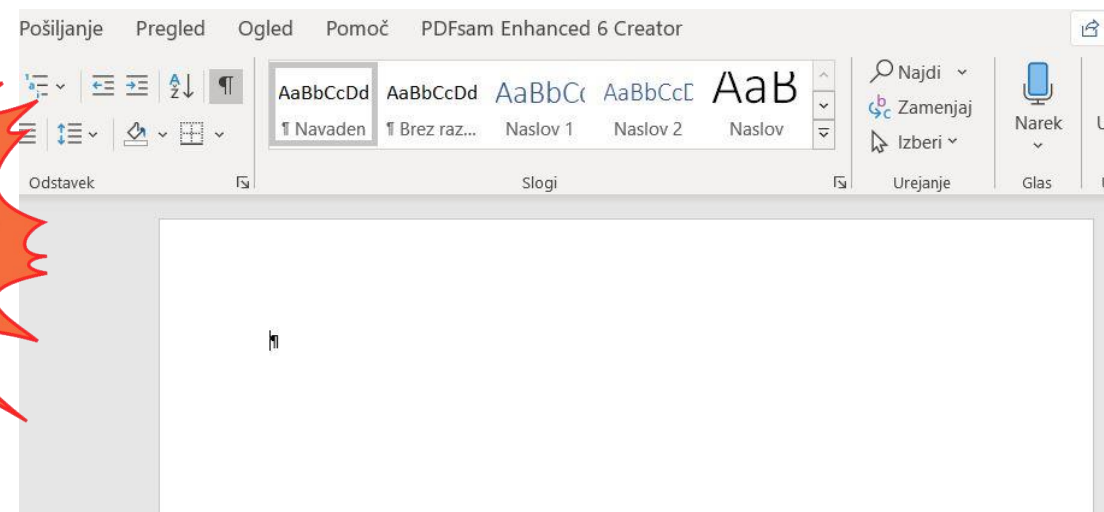 Pošiljanje Pregled Ogled Pomoč PDFsam Enhanced 6 Creator
AaBbCcDd AaBbCcDd AaBbCc AaBbCcD AaB
¶ Navaden ¶ Brez raz... Naslov 1 Naslov 2 Naslov
Najdi
Zamenjaj
Izberi
Narek
Odstavek Slogi Urejanje Glas
¶